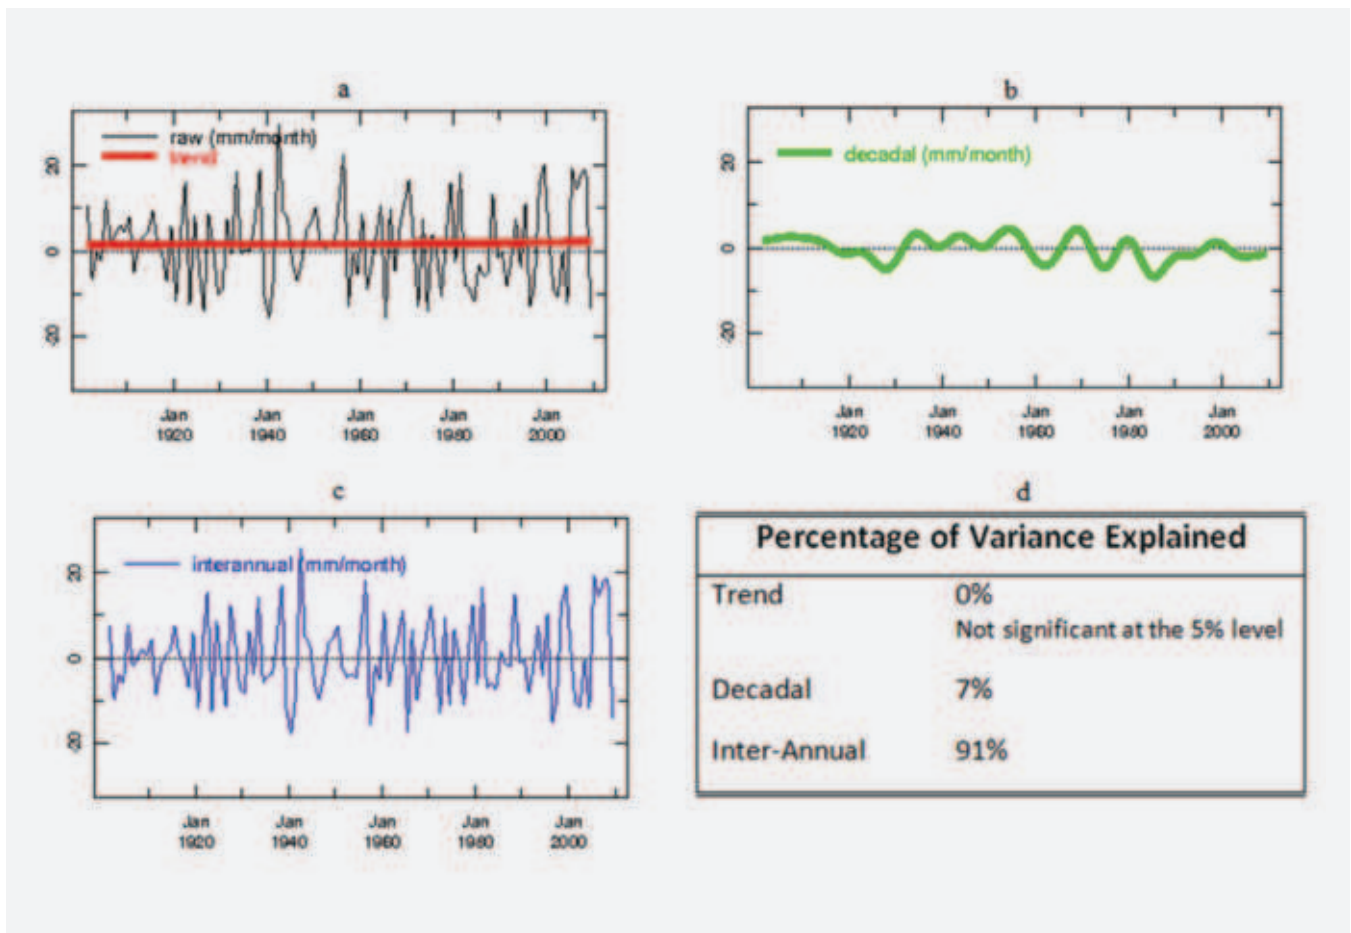 a
raw (mm/month)
trend
20
0
-20
Jan Jan Jan Jan Jan
1920 1940 1960 1980 2000
b
decadal (mm/month)
20
0
-20
Jan Jan Jan Jan Jan
1920 1940 1960 1980 2000
c
interannual (mm/month)
20
0
-20
Jan Jan Jan Jan Jan
1920 1940 1960 1980 2000
d
Percentage of Variance Explained
Trend 0%
Not significant at the 5% level
Decadal 7%
Inter-Annual 91%